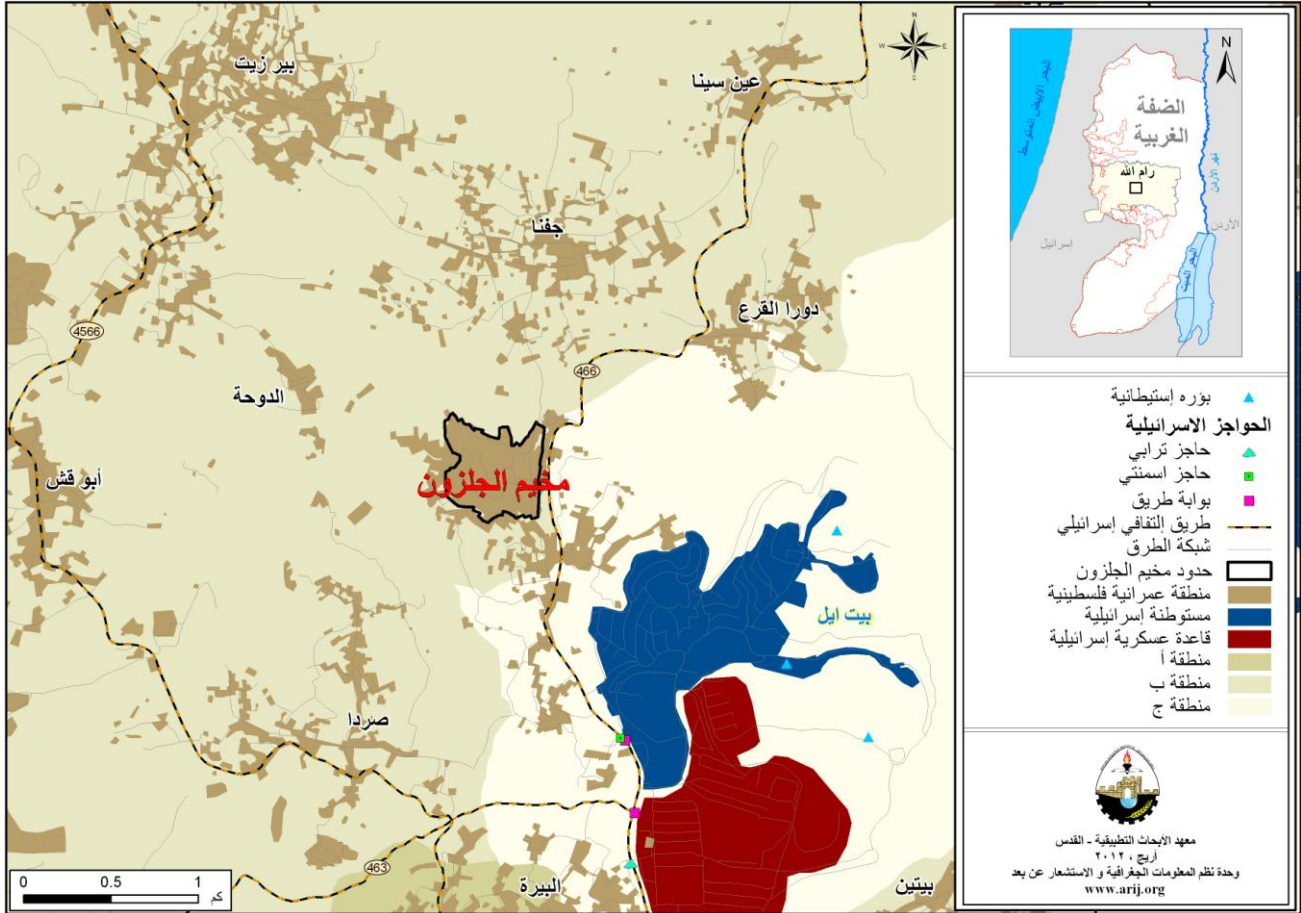 بير زيت
عين سينا
جفنا
دورا القرع
4566
466
الدوحة
أبو قش
مخيم الجلزون
بيت ايل
صردا
463
البيرة
بيتين
0 0.5 1
كم
N
W E
S
N
البحر الابيض المتوسط
الضفة
الغربية
رام الله
نهر الأردن
الأردن
إسرائيل
البحر الميت
بؤره إستيطانية
الحواجز الاسرائيلية
حاجز ترابي
حاجز اسمنتي
بوابة طريق
طريق إلتفافي إسرائيلي
شبكة الطرق
حدود مخيم الجلزون
منطقة عمرانية فلسطينية
مستوطنة إسرائيلية
قاعدة عسكرية إسرائيلية
منطقة أ
منطقة ب
منطقة ج
معهد الأبحاث التطبيقية - القدس
أريج ، ٢٠١٢
وحدة نظم المعلومات الجغرافية و الاستشعار عن بعد
www.arij.org